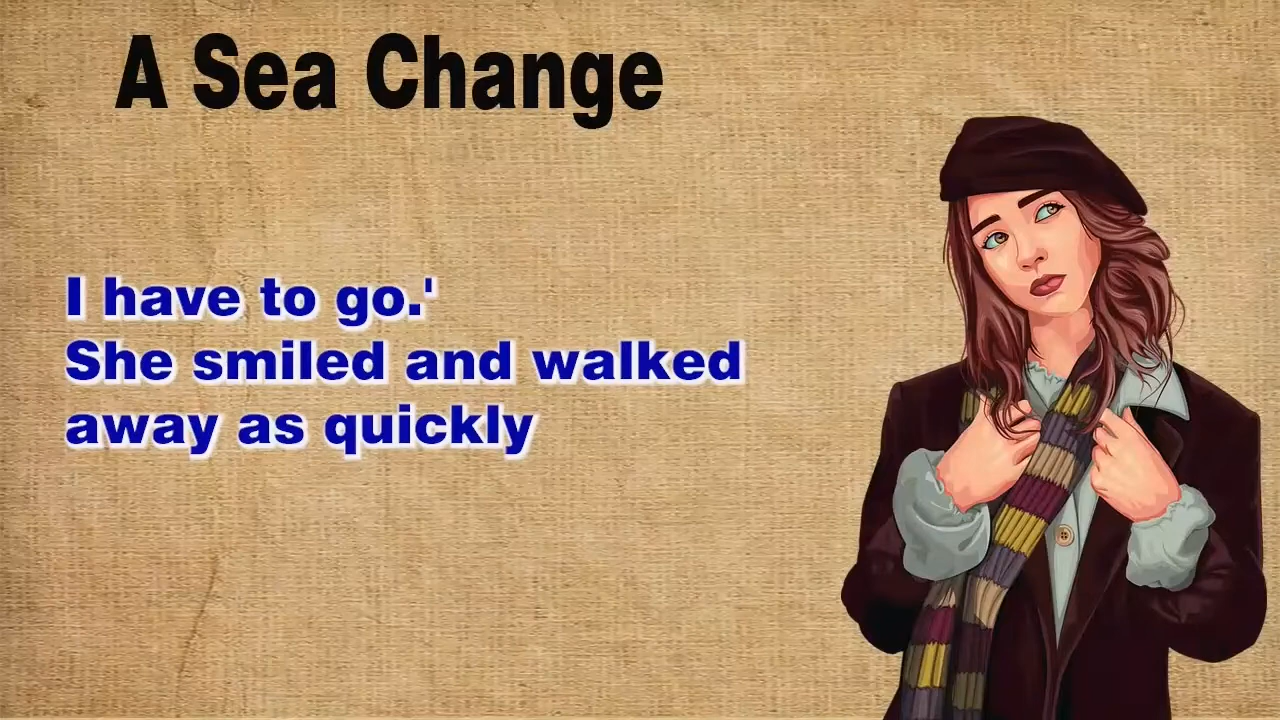 A Sea Change
I have to go.'
She smiled and walked
away as quickly